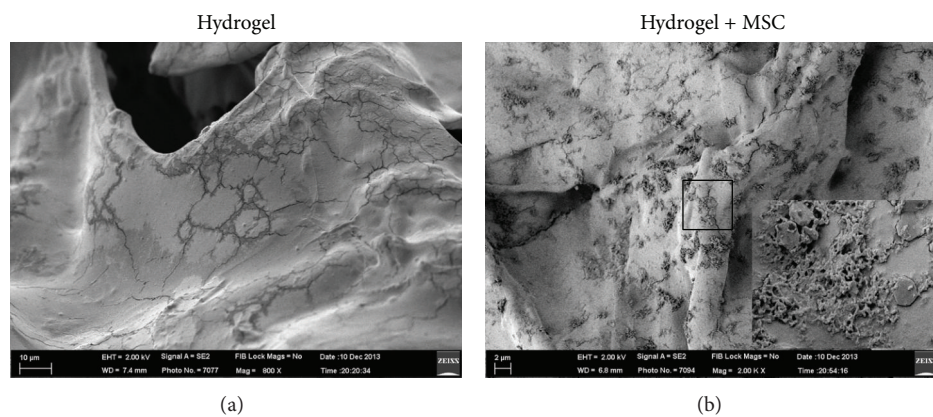 Hydrogel
Hydrogel + MSC
10 µm
EHT = 2.00 kV Signal A = SE2 FIB Lock Mags = No Date :10 Dec 2013
WD = 7.4 mm Photo No. = 7077 Mag = 800 X Time :20:20:34
ZEISS
2 µm
EHT = 2.00 kV Signal A = SE2 FIB Lock Mags = No Date :10 Dec 2013
WD = 6.8 mm Photo No. = 7094 Mag = 2.00 K X Time :20:54:16
ZEISS
(a)
(b)